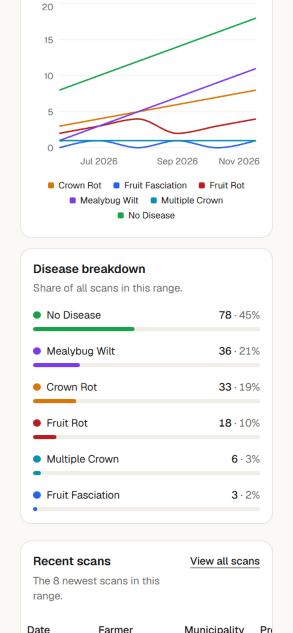 20
15
10
5
0
Jul 2026 Sep 2026 Nov 2026
Crown Rot Fruit Fasciation Fruit Rot
Mealybug Wilt Multiple Crown
No Disease
Disease breakdown
Share of all scans in this range.
No Disease 78 · 45%
Mealybug Wilt 36 · 21%
Crown Rot 33 · 19%
Fruit Rot 18 · 10%
Multiple Crown 6 · 3%
Fruit Fasciation 3 · 2%
Recent scans View all scans
The 8 newest scans in this
range.
Date Farmer Municipality